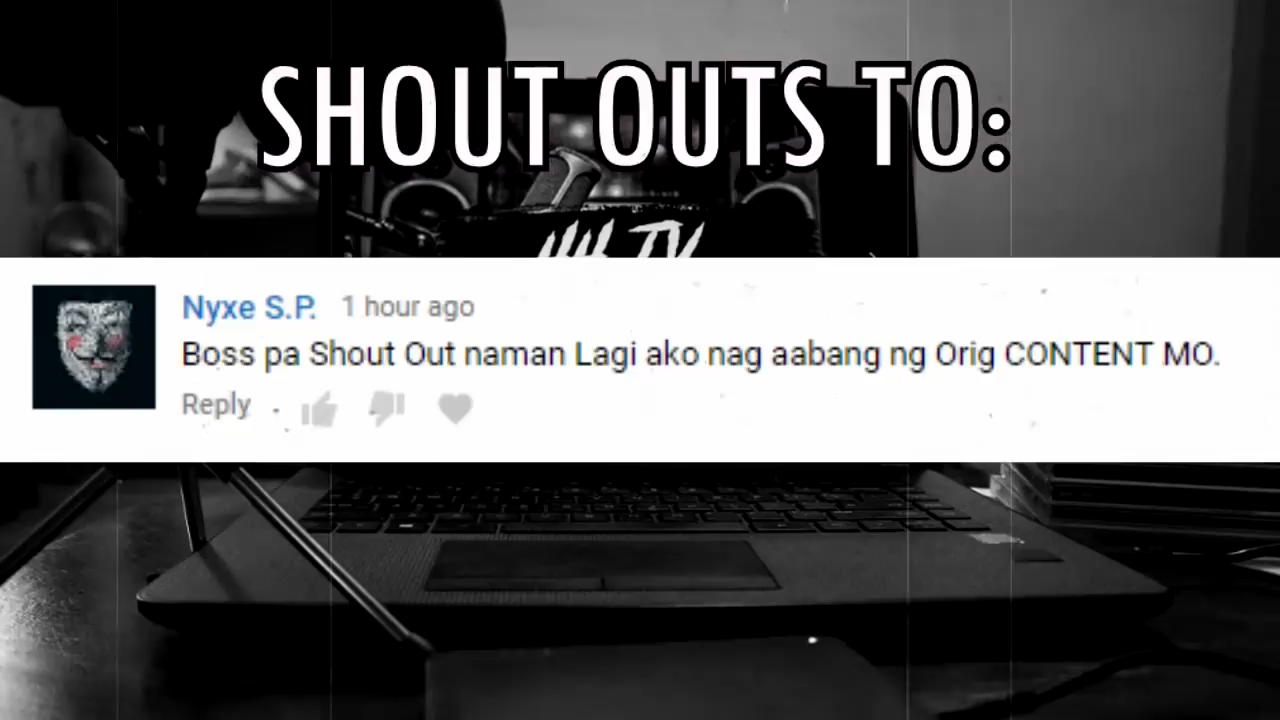 SHOUT OUTS TO:
TV
Nyxe S.P. 1 hour ago
Boss pa Shout Out naman Lagi ako nag aabang ng Orig CONTENT MO.
Reply